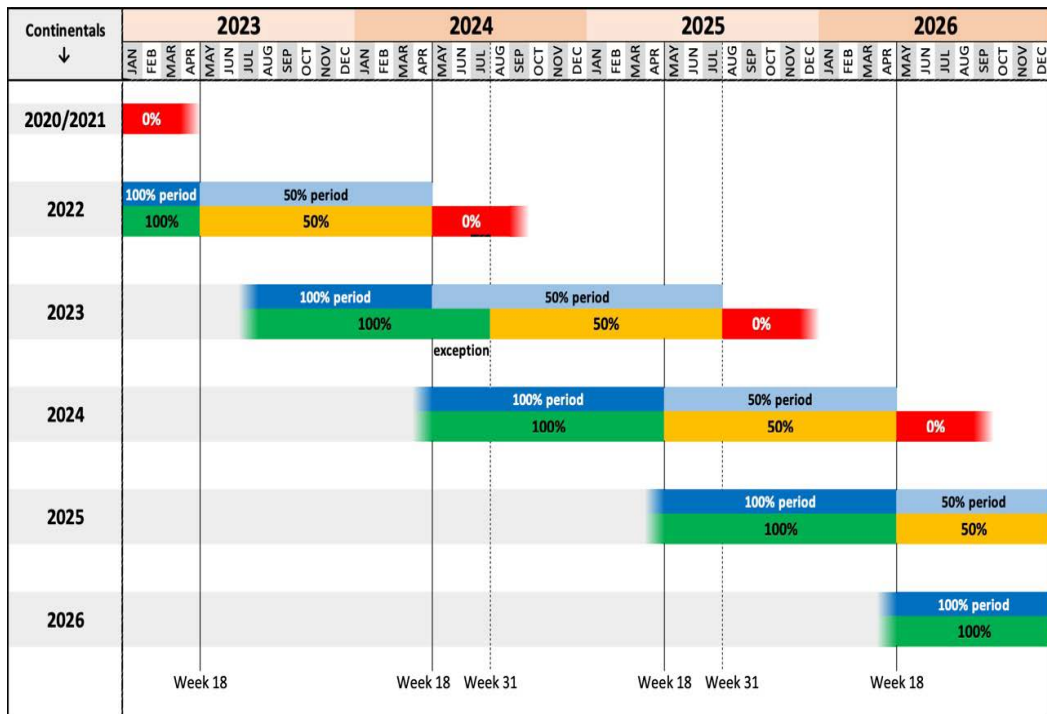 Continentals
↓
2023 2024 2025 2026
JAN FEB MAR APR MAY JUN JUL AUG SEP OCT NOV DEC JAN FEB MAR APR MAY JUN JUL AUG SEP OCT NOV DEC JAN FEB MAR APR MAY JUN JUL AUG SEP OCT NOV DEC JAN FEB MAR APR MAY JUN JUL AUG SEP OCT NOV DEC
2020/2021
0%
2022
100% period 50% period
100% 50% 0%
2023
100% period 50% period
100% 50% 0%
exception
2024
100% period 50% period
100% 50% 0%
2025
100% period 50% period
100% 50%
2026
100% period
100%
Week 18 Week 18 Week 31 Week 18 Week 31 Week 18